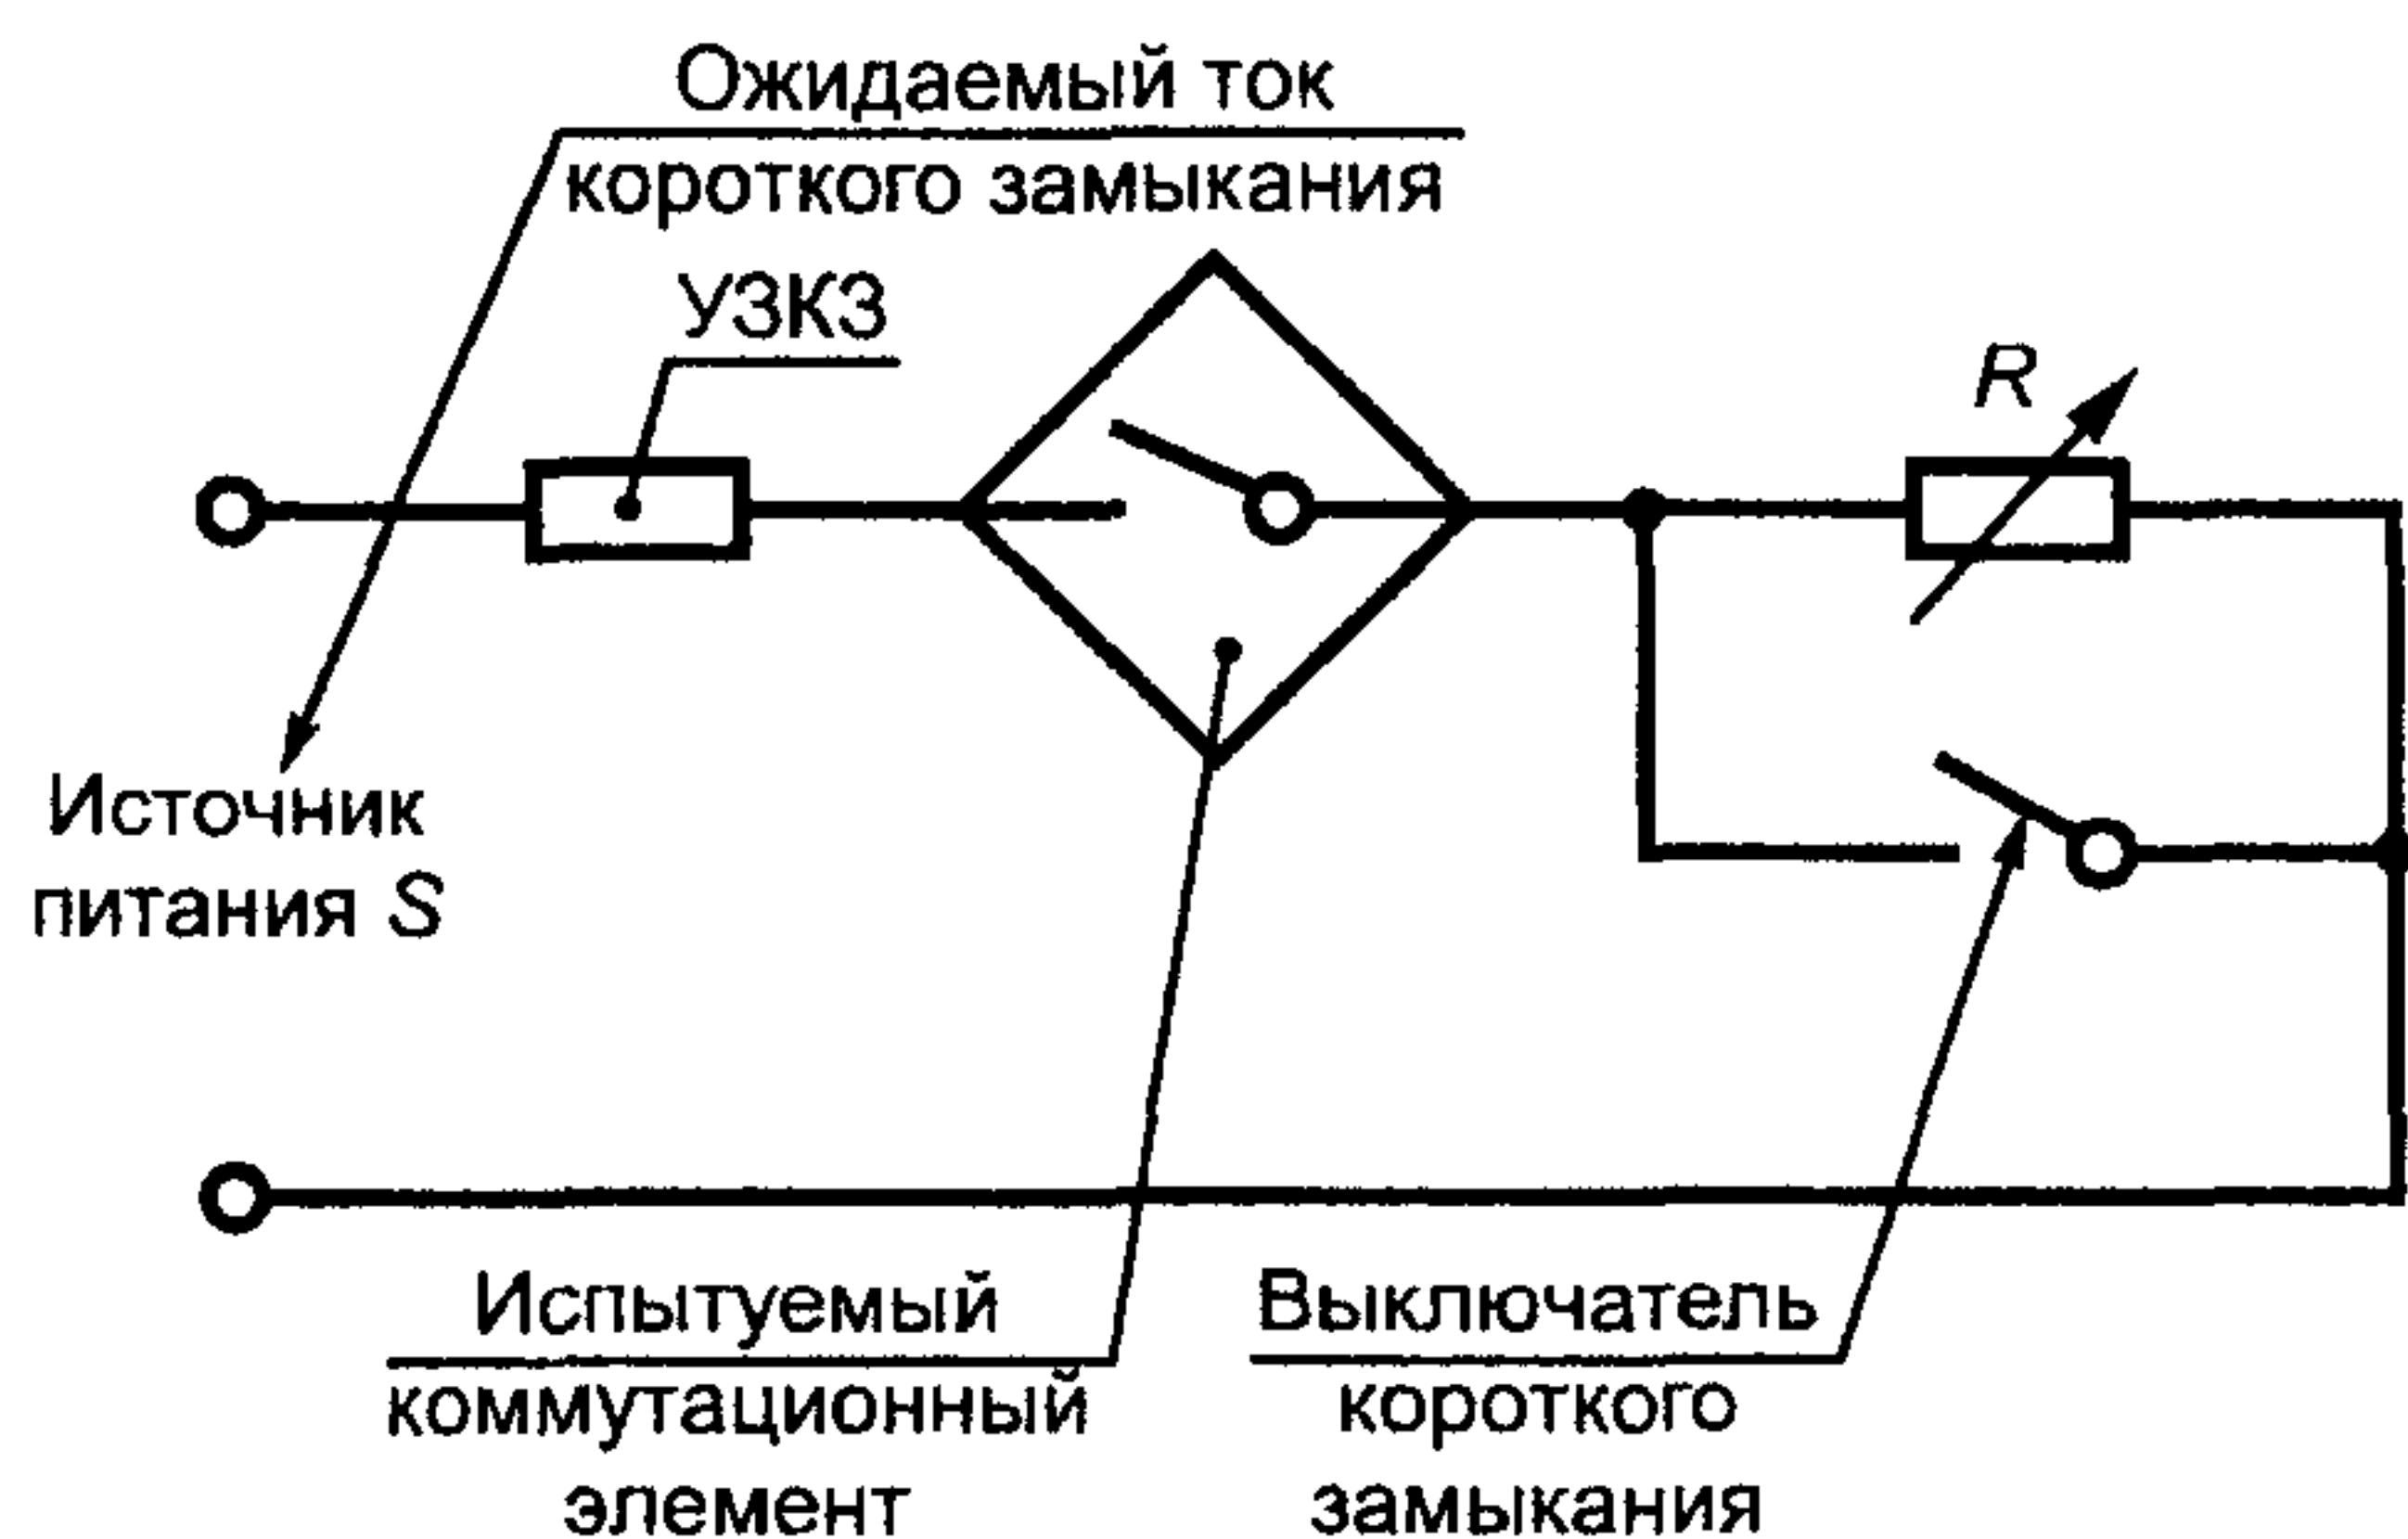 Ожидаемый ток
короткого замыкания
УЗКЗ
R
Источник
питания S
Испытуемый
коммутационный
элемент
Выключатель
короткого
замыкания